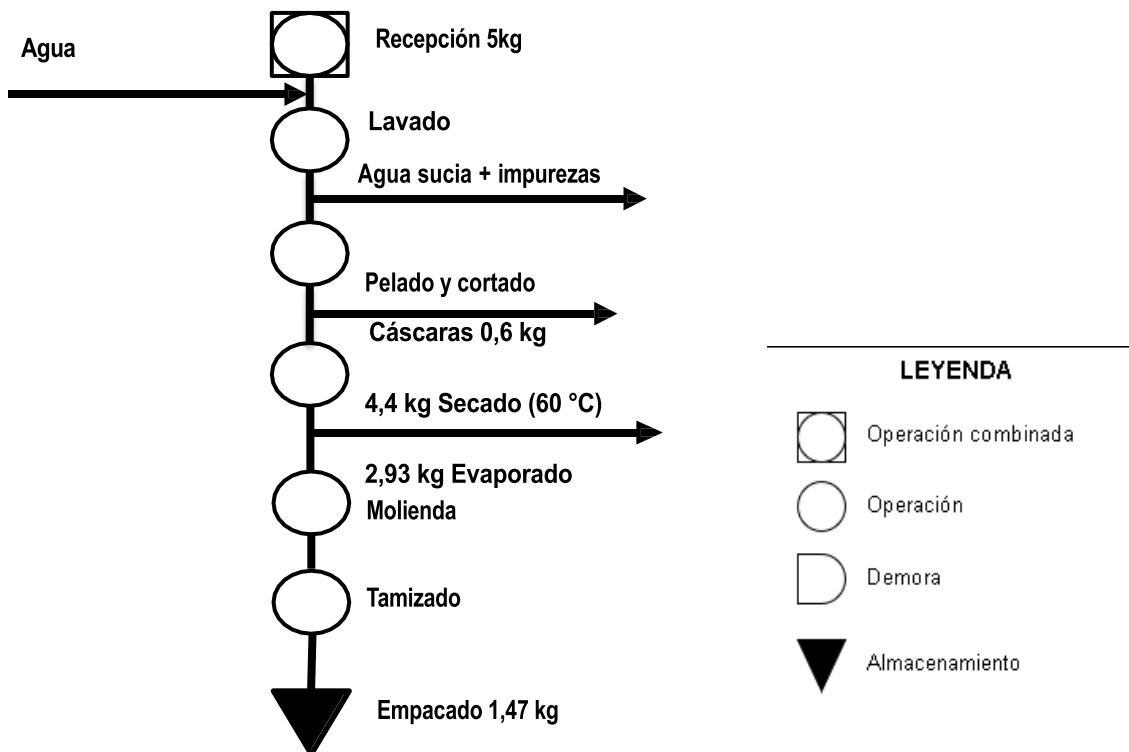 Agua
Recepción 5kg
Lavado
Agua sucia + impurezas
Pelado y cortado
Cáscaras 0,6 kg
4,4 kg Secado (60 °C)
2,93 kg Evaporado
Molienda
Tamizado
Empacado 1,47 kg
LEYENDA
Operación combinada
Operación
Demora
Almacenamiento